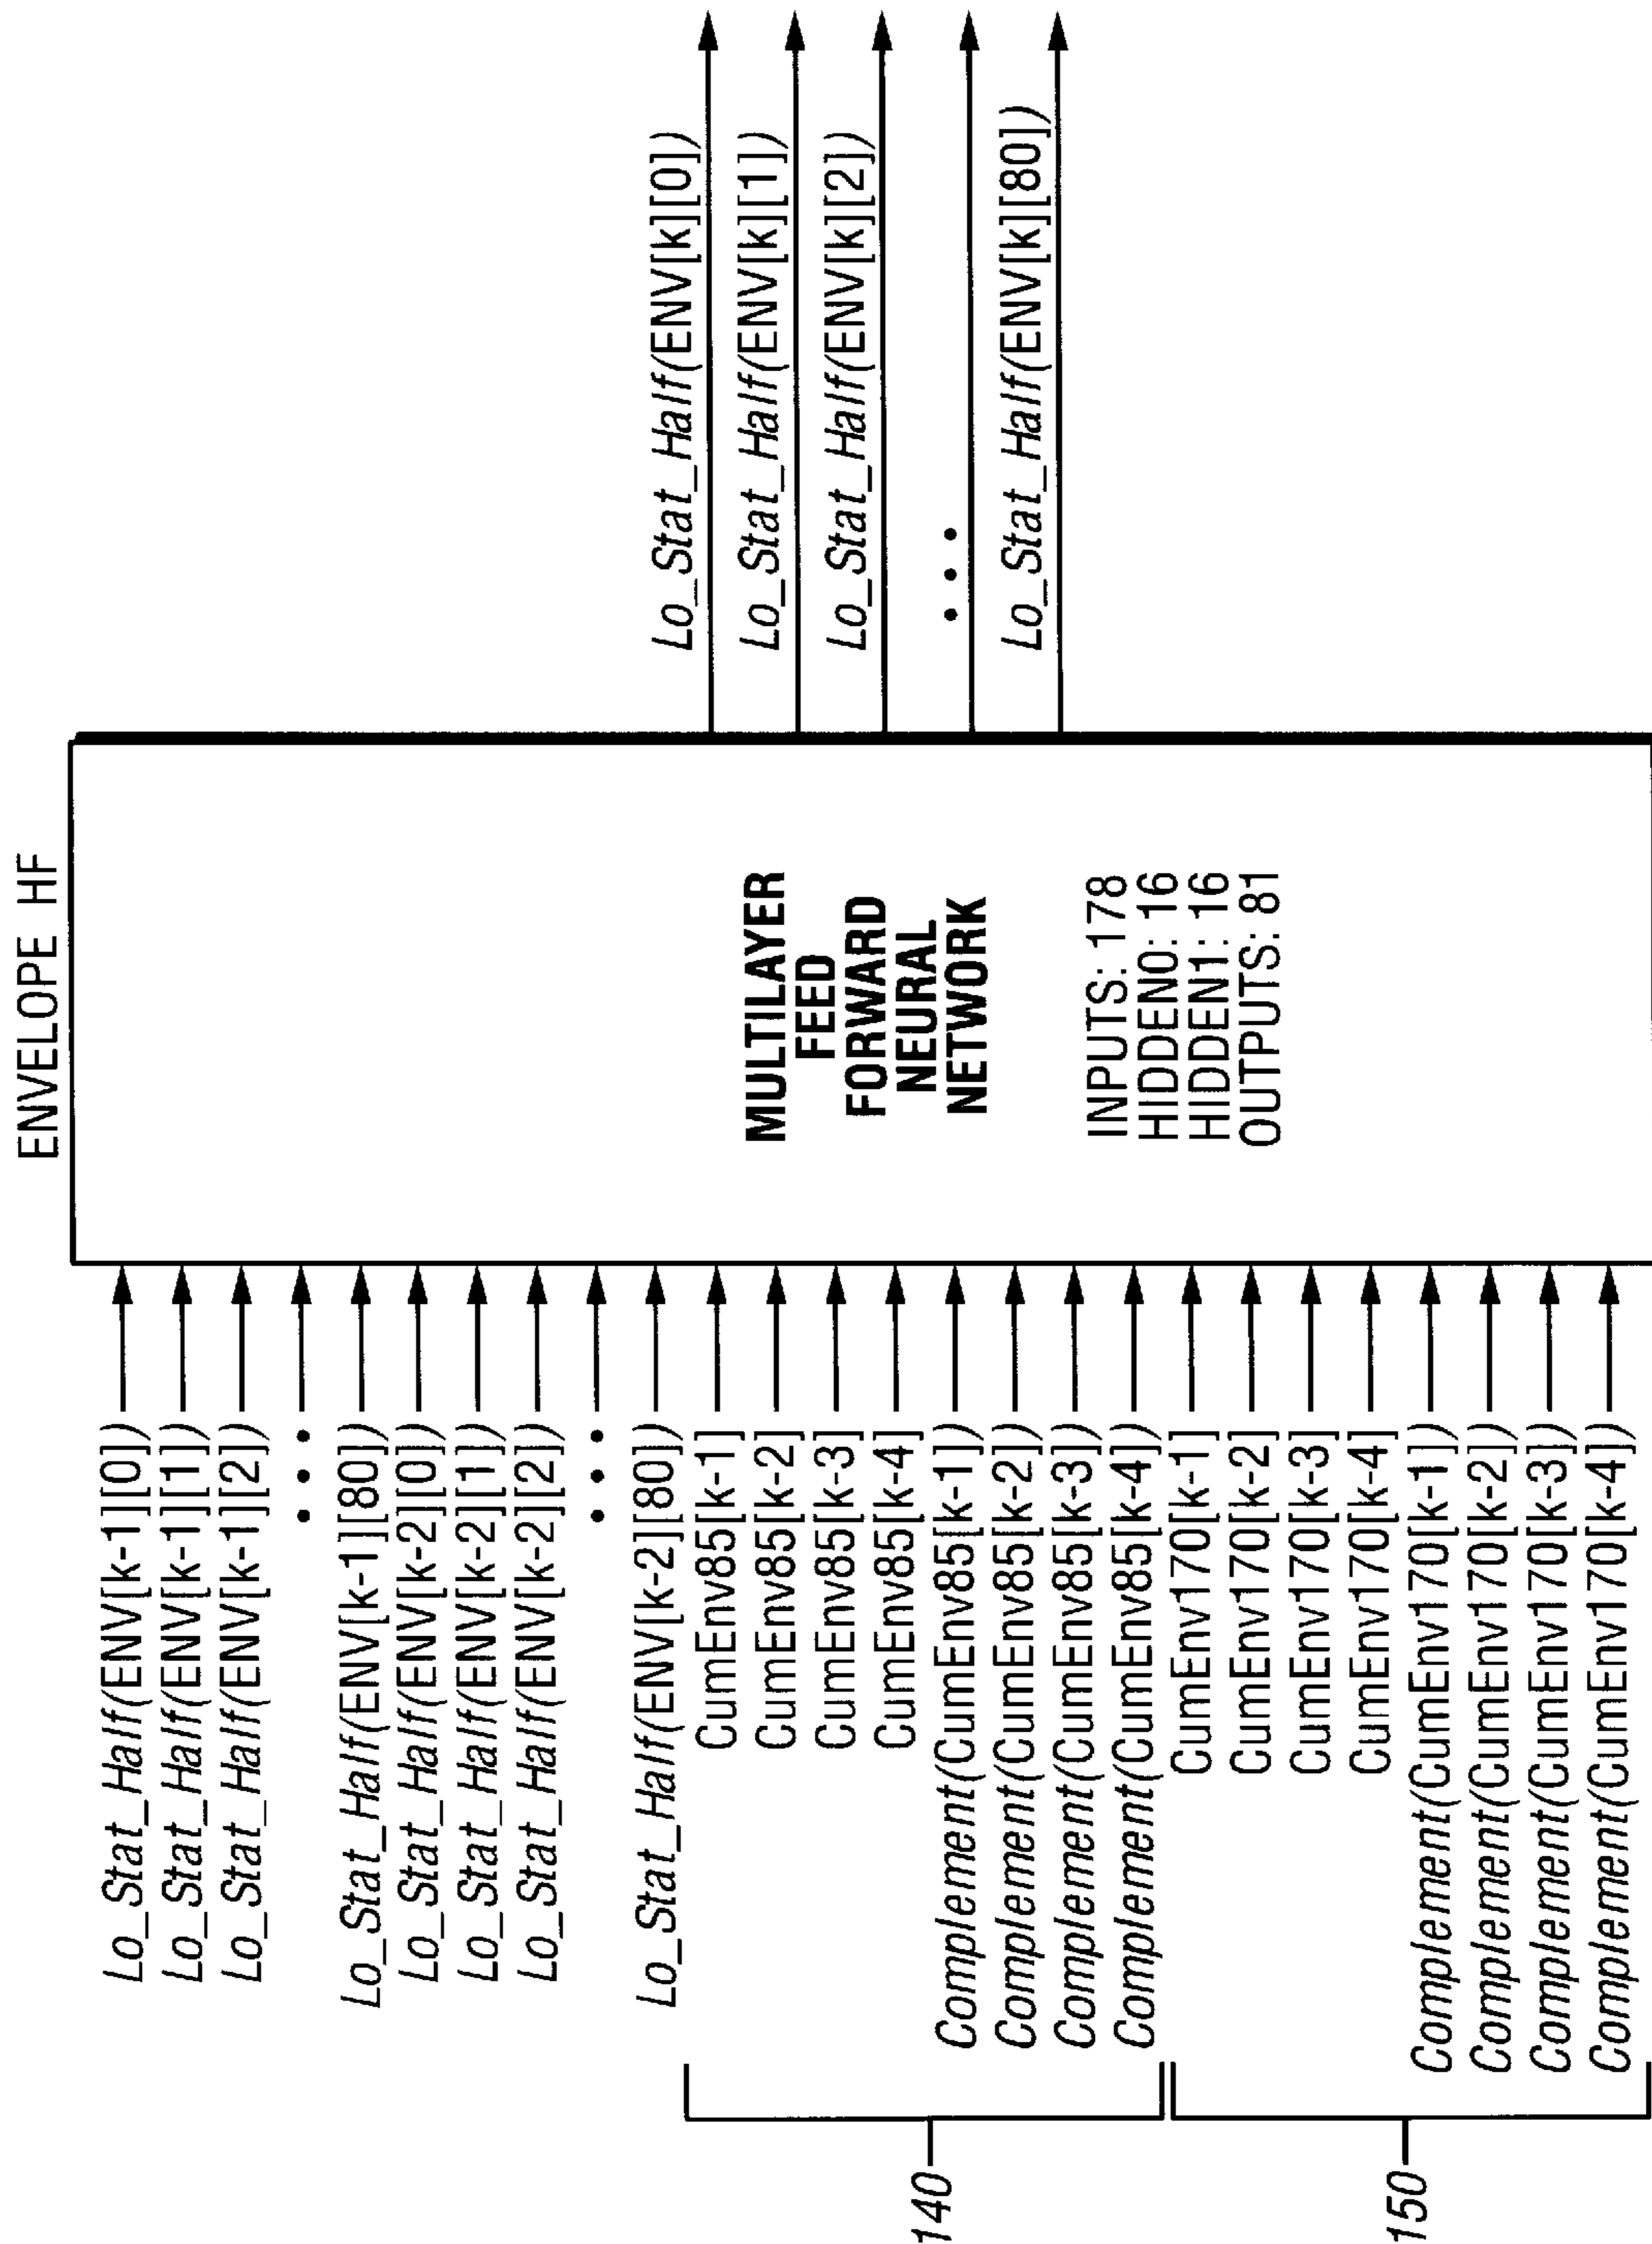 ENVELOPE HF
Lo_Stat_Half(ENV[k-1][0])
Lo_Stat_Half(ENV[k-1][1])
Lo_Stat_Half(ENV[k-1][2])
• • •
Lo_Stat_Half(ENV[k-1][80])
Lo_Stat_Half(ENV[k-2][0])
Lo_Stat_Half(ENV[k-2][1])
Lo_Stat_Half(ENV[k-2][2])
• • •
Lo_Stat_Half(ENV[k-2][80])
CumEnv85[k-1]
CumEnv85[k-2]
CumEnv85[k-3]
CumEnv85[k-4]
Complement(CumEnv85[k-1])
Complement(CumEnv85[k-2])
Complement(CumEnv85[k-3])
Complement(CumEnv85[k-4])
CumEnv170[k-1]
CumEnv170[k-2]
CumEnv170[k-3]
CumEnv170[k-4]
Complement(CumEnv170[k-1])
Complement(CumEnv170[k-2])
Complement(CumEnv170[k-3])
Complement(CumEnv170[k-4])
140
150
MULTILAYER
FEED
FORWARD
NEURAL
NETWORK
INPUTS: 178
HIDDEN0: 16
HIDDEN1: 16
OUTPUTS: 81
Lo_Stat_Half(ENV[k][0])
Lo_Stat_Half(ENV[k][1])
Lo_Stat_Half(ENV[k][2])
• • •
Lo_Stat_Half(ENV[k][80])